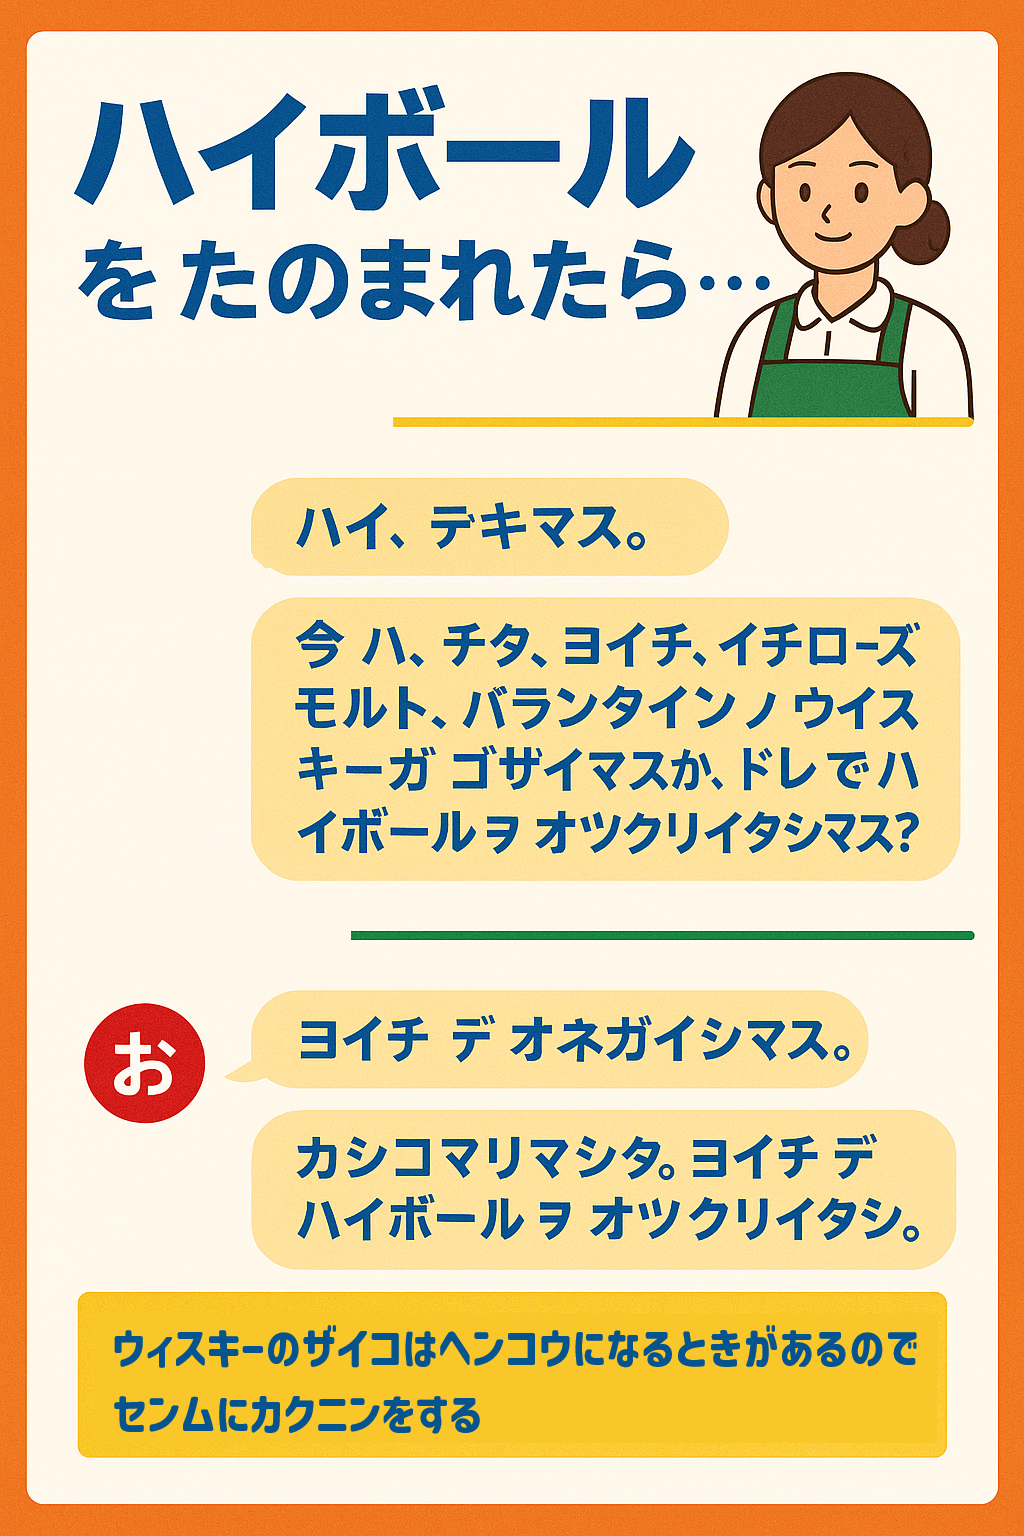 ハイボール
を たのまれたら…
ハイ、デキマス。
今 ハ、チタ、ヨイチ、イチローズ
モルト、バランタインノ ウイス
キーガ ゴザイマスか、ドレでハ
イボールヲ オツクリイタシマス?
お
ヨイチ デ オネガイシマス。
カシコマリマシタ。ヨイチ デ
ハイボールヲ オツクリイタシ。
ウィスキーのザイコはヘンコウになるときがあるので
センムにカクニンをする